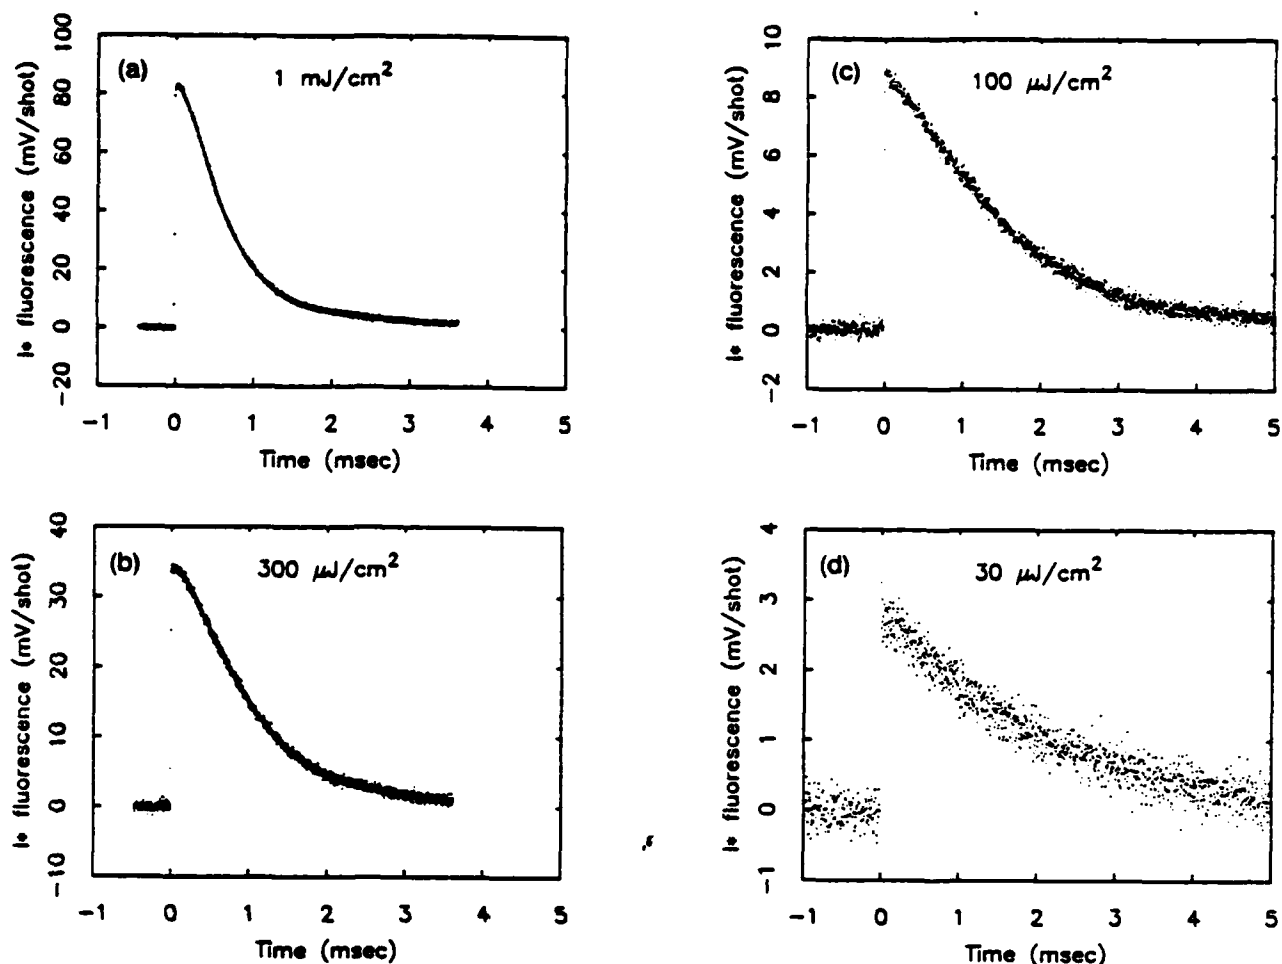 (a)
1 mJ/cm²
I* fluorescence (mV/shot)
100
80
60
40
20
0
−20
−1 0 1 2 3 4 5
Time (msec)
(b)
300 μJ/cm²
I* fluorescence (mV/shot)
40
30
20
10
0
−10
−1 0 1 2 3 4 5
Time (msec)
(c)
100 μJ/cm²
I* fluorescence (mV/shot)
10
8
6
4
2
0
−2
−1 0 1 2 3 4 5
Time (msec)
(d)
30 μJ/cm²
I* fluorescence (mV/shot)
4
3
2
1
0
−1
−1 0 1 2 3 4 5
Time (msec)